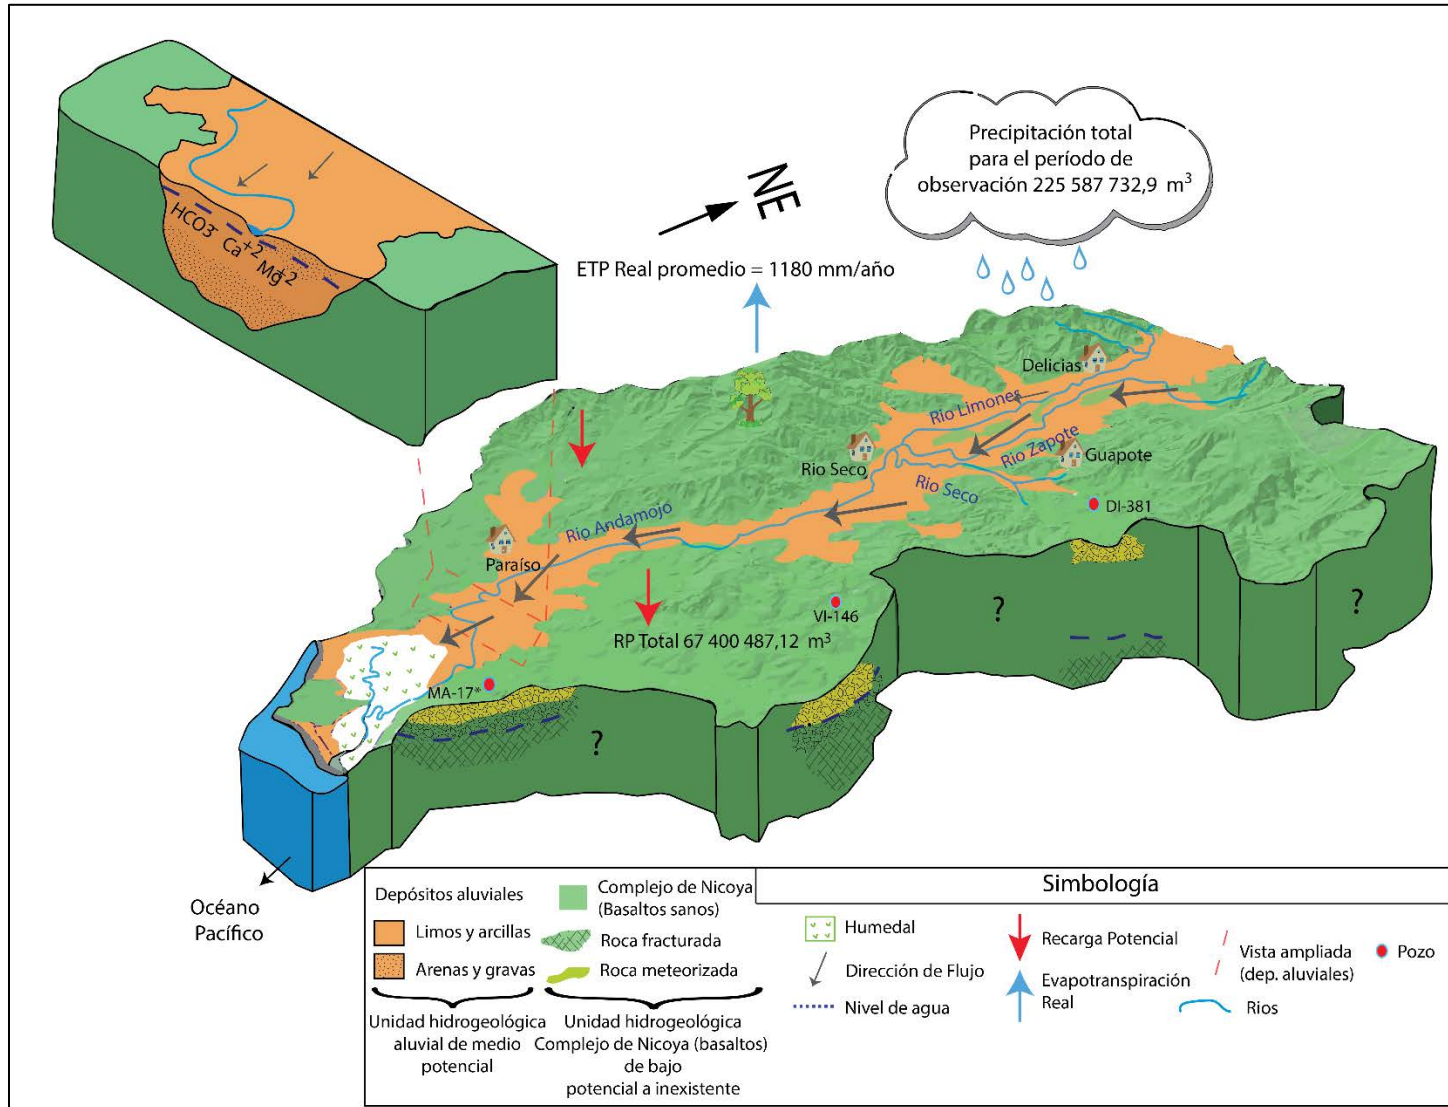 Precipitación total
para el período de
observación 225 587 732,9 m³
NE
ETP Real promedio = 1180 mm/año
HCO3- Ca+2 Mg+2
Delicias
Rio Limones
Rio Zapote
Guapote
Rio Seco
Rio Seco
DI-381
Rio Andamojo
Paraíso
VI-146
RP Total 67 400 487,12 m³
MA-17*
?
?
?
Océano
Pacífico
Simbología
Depósitos aluviales
Limos y arcillas
Arenas y gravas
Unidad hidrogeológica
aluvial de medio
potencial
Complejo de Nicoya
(Basaltos sanos)
Roca fracturada
Roca meteorizada
Unidad hidrogeológica
Complejo de Nicoya (basaltos)
de bajo
potencial a inexistente
Humedal
Dirección de Flujo
Nivel de agua
Recarga Potencial
Evapotranspiración
Real
Vista ampliada
(dep. aluviales)
Rios
Pozo